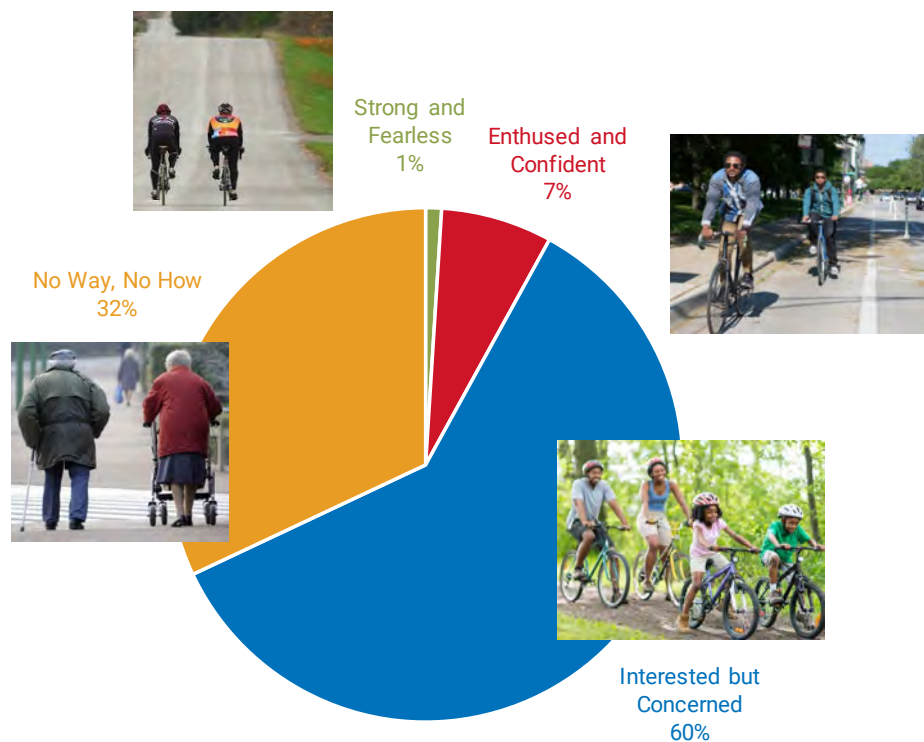 Strong and
Fearless
1%
Enthused and
Confident
7%
No Way, No How
32%
Interested but
Concerned
60%